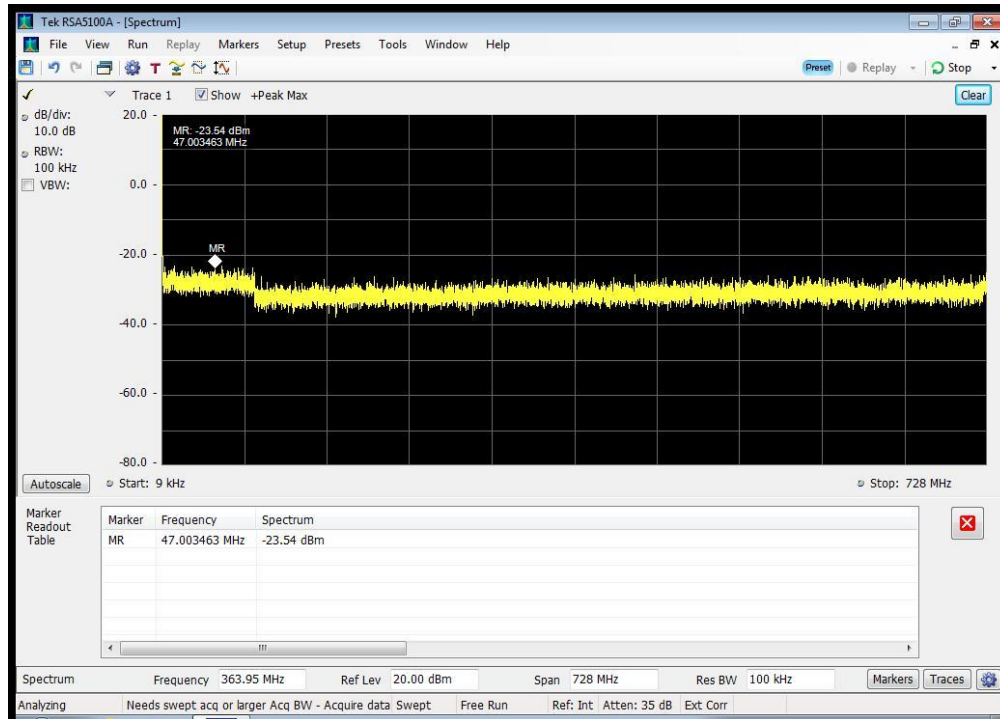 Tek RSA5100A - [Spectrum]
File View Run Replay Markers Setup Presets Tools Window Help
T Preset Replay Stop
Trace 1 Show +Peak Max Clear
dB/div:
10.0 dB
RBW:
100 kHz
VBW:
20.0
0.0
-20.0
-40.0
-60.0
-80.0
MR: -23.54 dBm
47.003463 MHz
MR
Autoscale Start: 9 kHz Stop: 728 MHz
Marker
Readout
Table
Marker Frequency Spectrum
MR 47.003463 MHz -23.54 dBm
Spectrum Frequency 363.95 MHz Ref Lev 20.00 dBm Span 728 MHz Res BW 100 kHz Markers Traces
Analyzing Needs swept acq or larger Acq BW - Acquire data Swept Free Run Ref: Int Atten: 35 dB Ext Corr